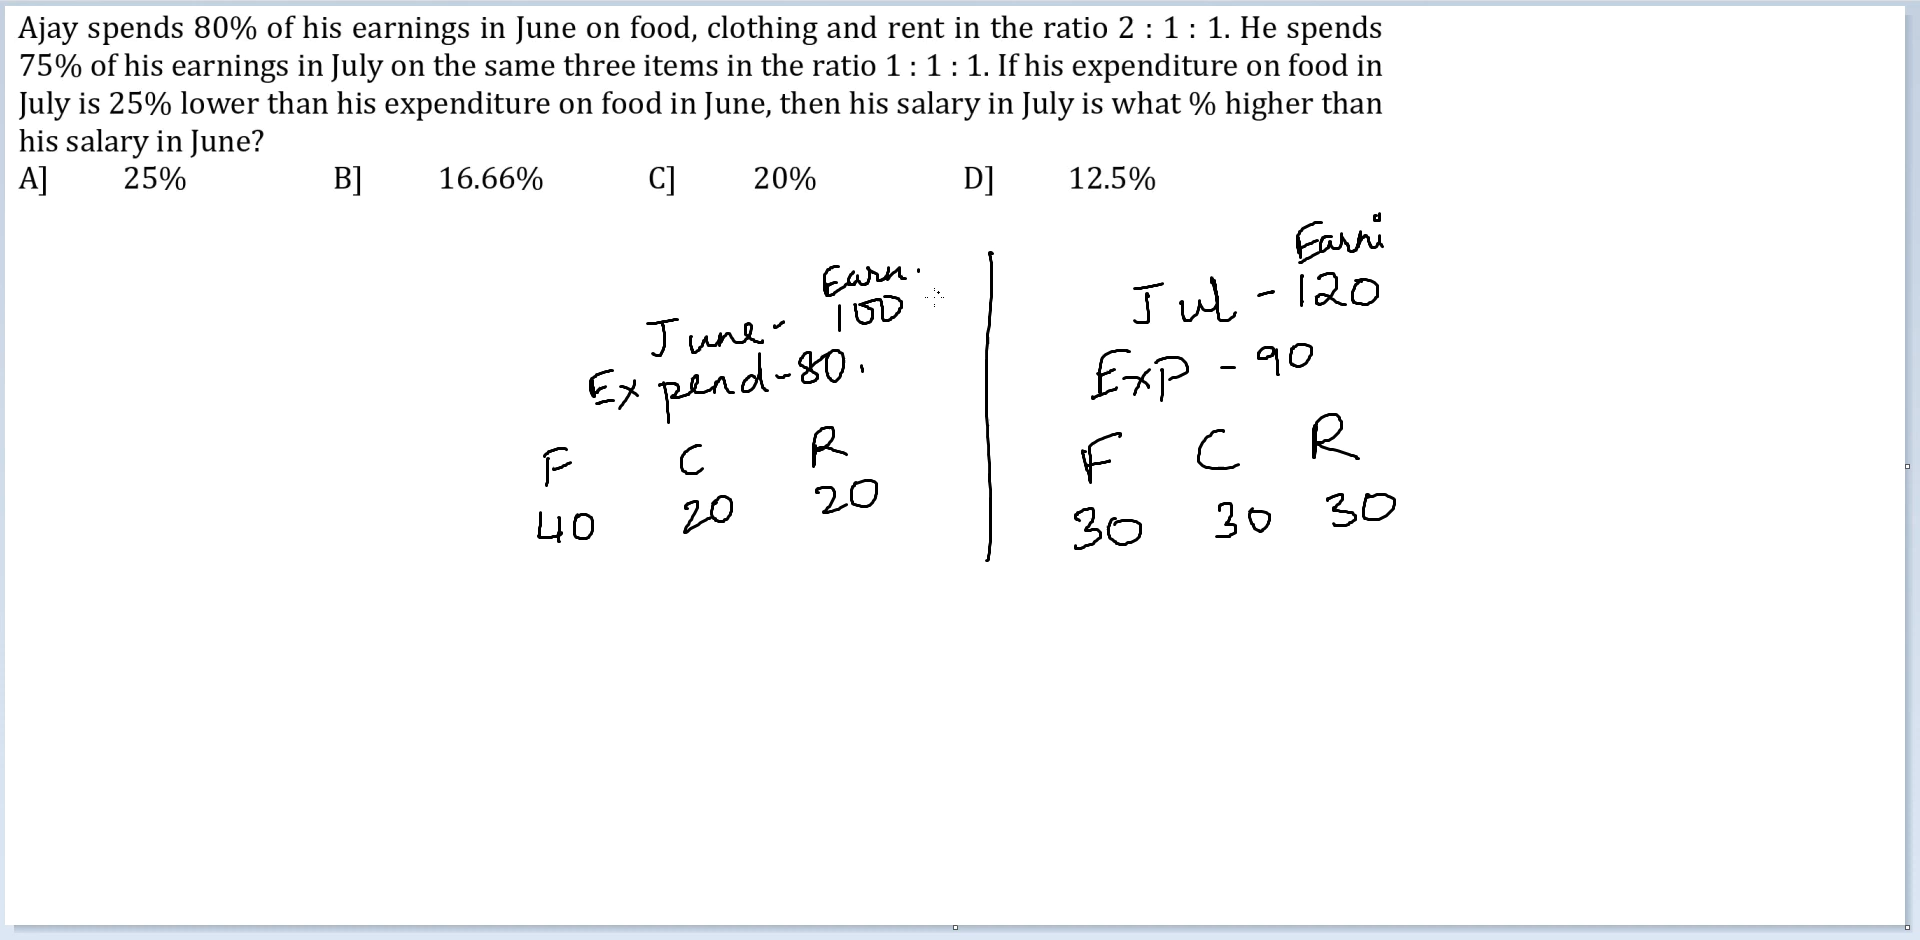 Ajay spends 80% of his earnings in June on food, clothing and rent in the ratio 2 : 1 : 1. He spends
75% of his earnings in July on the same three items in the ratio 1 : 1 : 1. If his expenditure on food in
July is 25% lower than his expenditure on food in June, then his salary in July is what % higher than
his salary in June?
A] 25% B] 16.66% C] 20% D] 12.5%
Earn.
June - 100
Expend - 80.
F C R
40 20 20
Earni
Jul - 120
Exp - 90
F C R
30 30 30